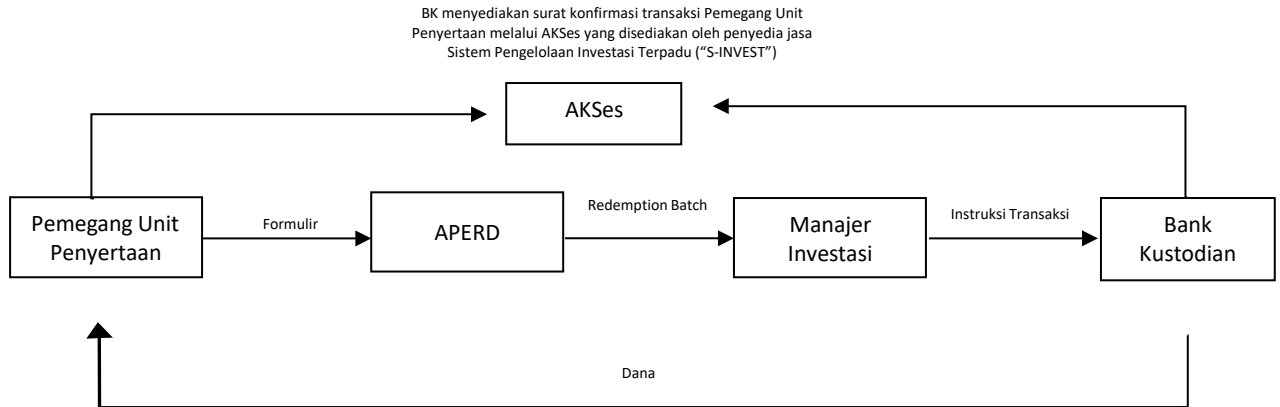 BK menyediakan surat konfirmasi transaksi Pemegang Unit
Penyertaan melalui AKSes yang disediakan oleh penyedia jasa
Sistem Pengelolaan Investasi Terpadu (“S-INVEST”)
AKSes
Pemegang Unit
Penyertaan
Formulir
APERD
Redemption Batch
Manajer
Investasi
Instruksi Transaksi
Bank
Kustodian
Dana